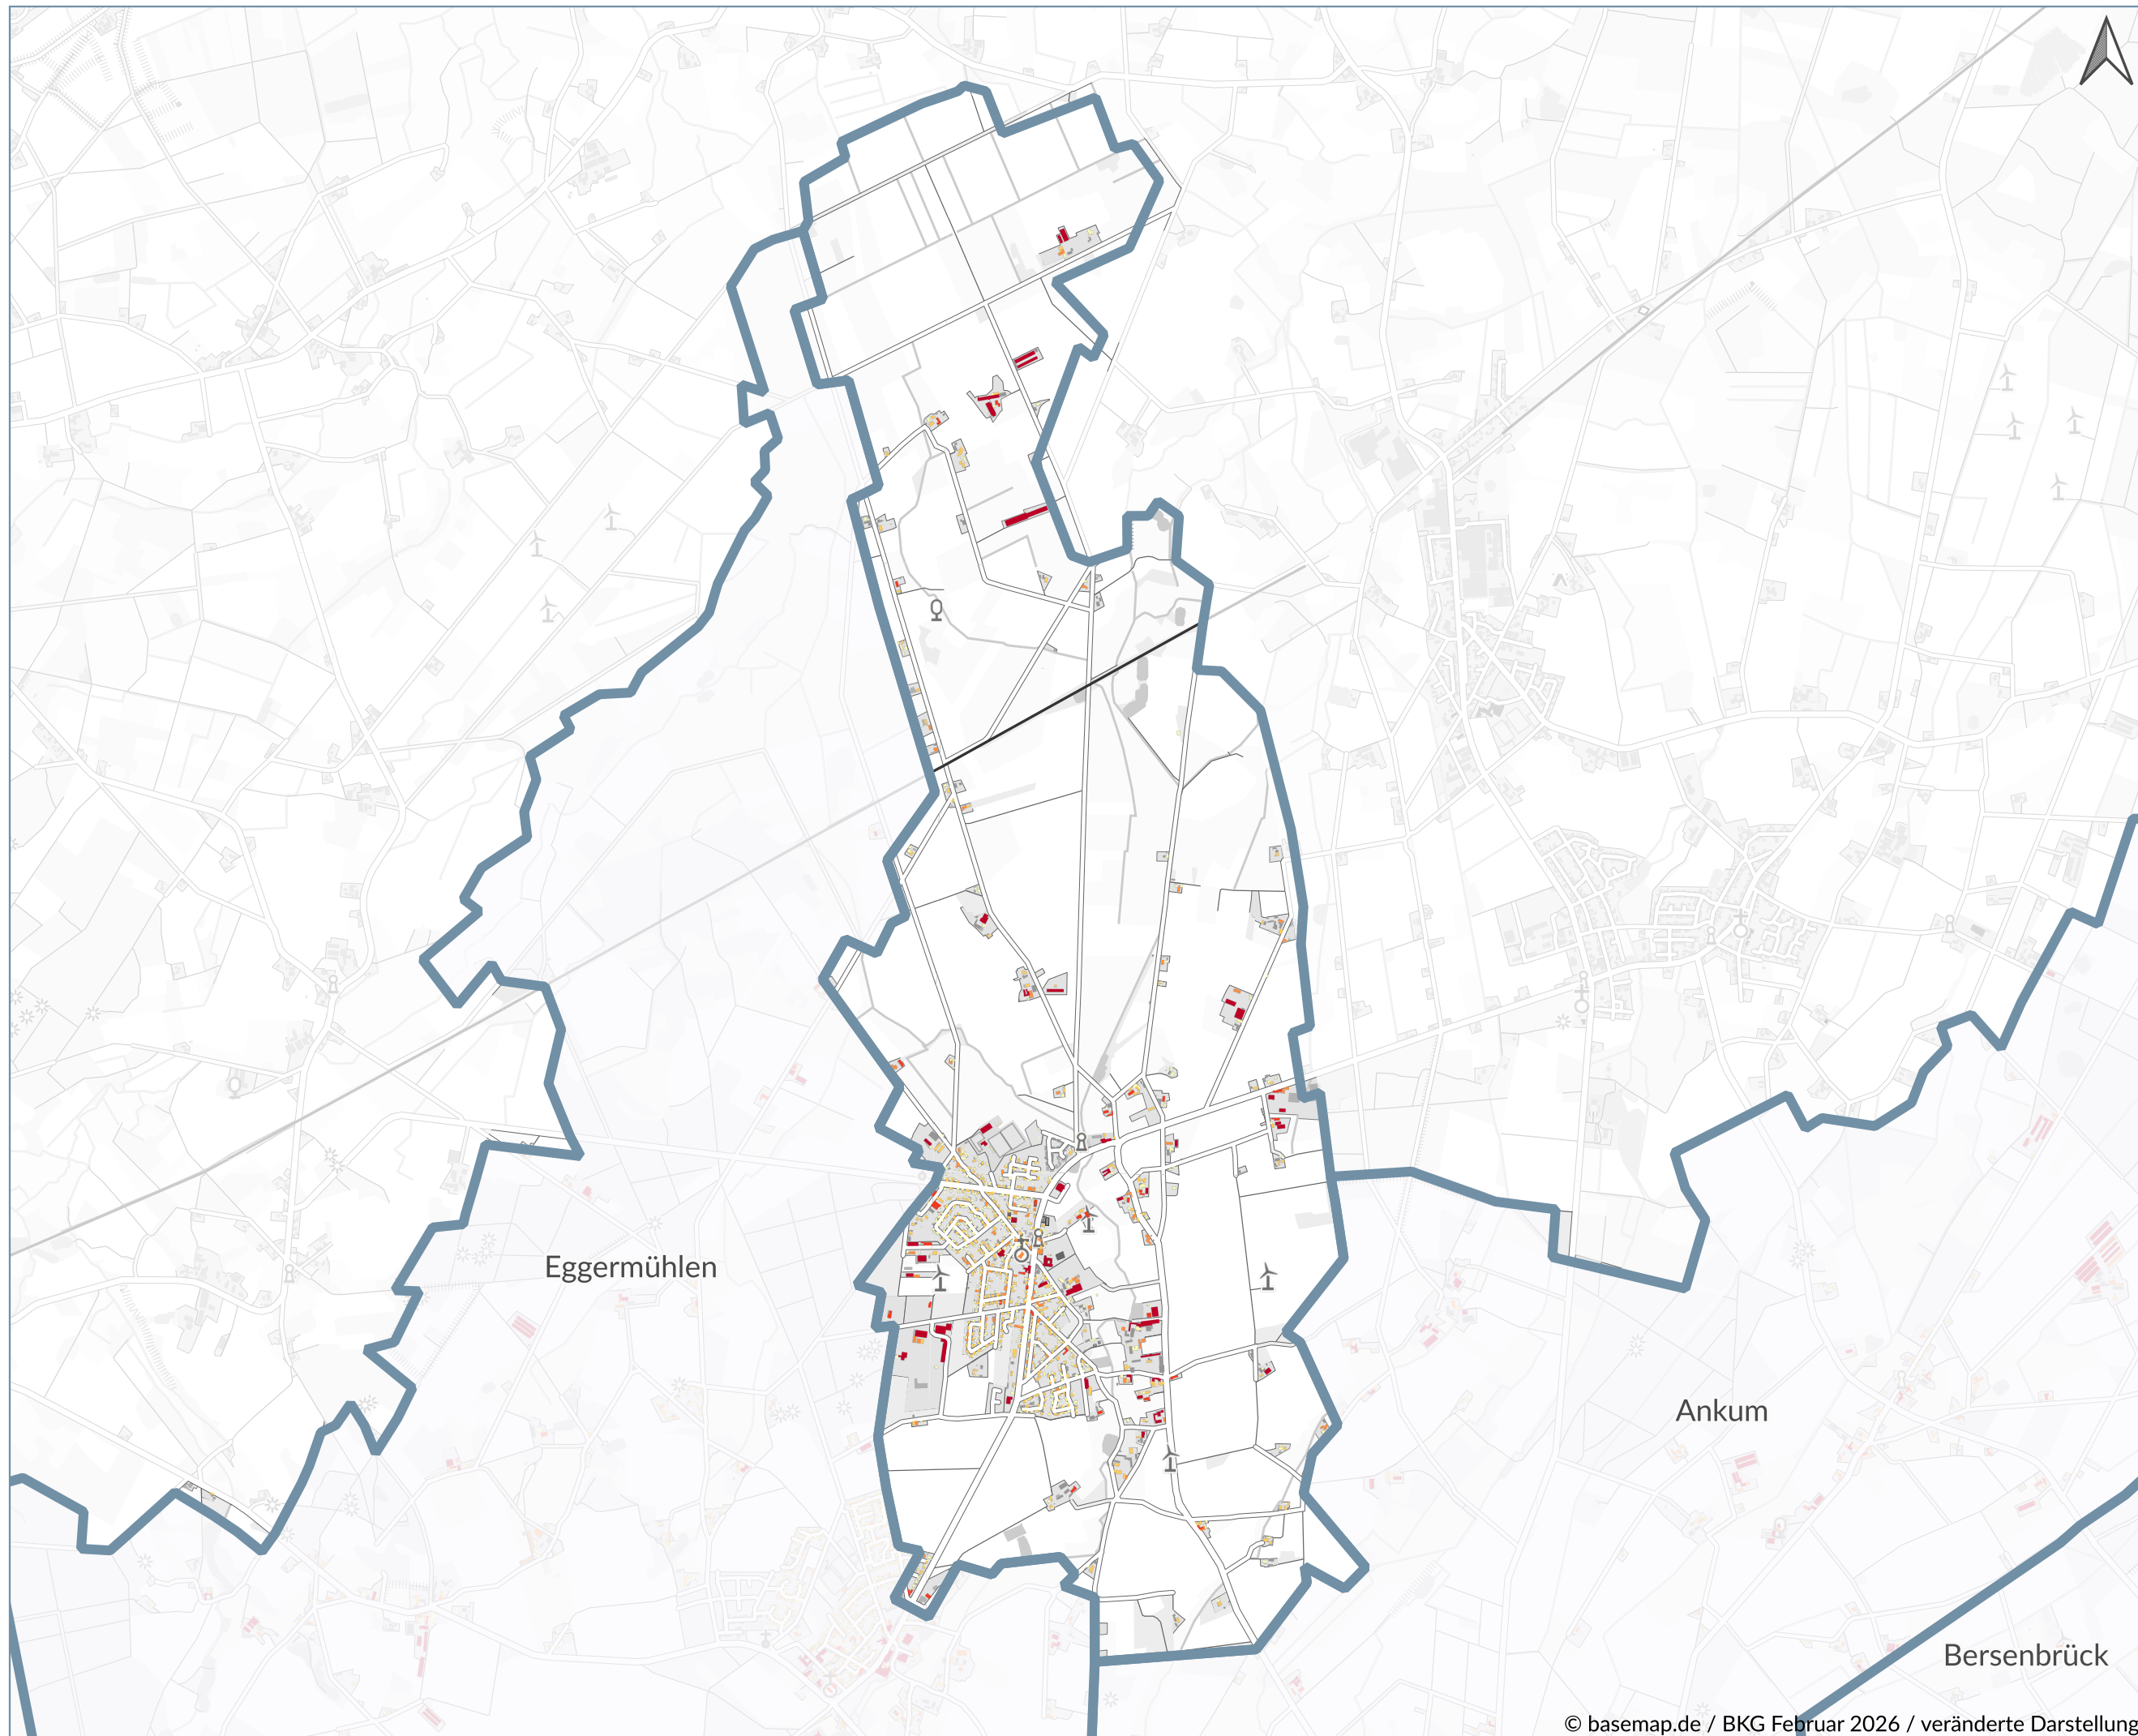 Eggermühlen
Ankum
Bersenbrück
© basemap.de / BKG Februar 2026 / veränderte Darstellung